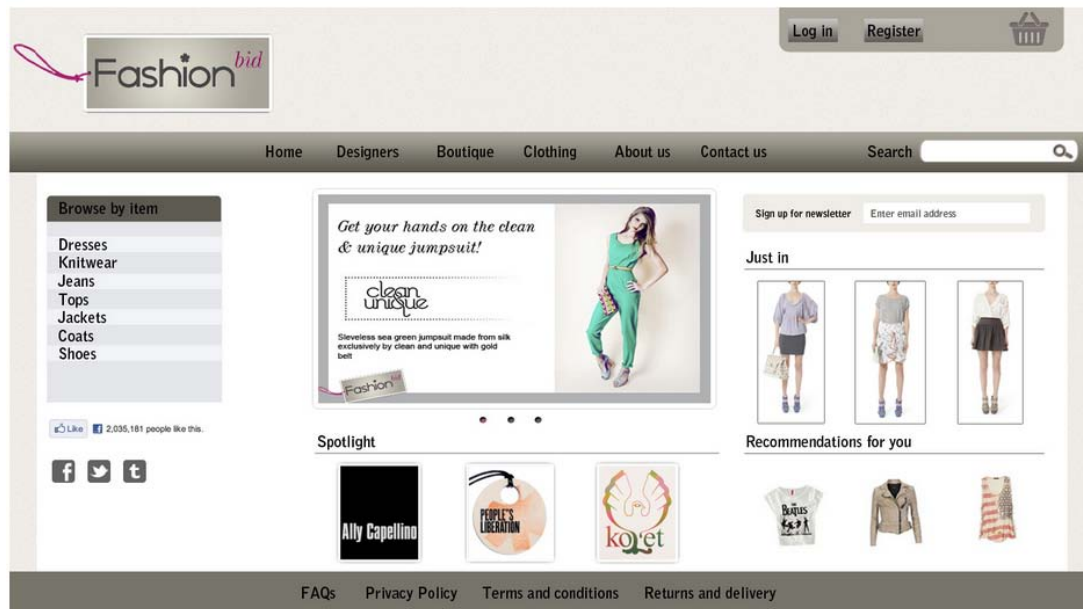 Log in
Register
Fashion bid
Home
Designers
Boutique
Clothing
About us
Contact us
Search
Browse by item
Dresses
Knitwear
Jeans
Tops
Jackets
Coats
Shoes
Like
2,035,181 people like this.
Get your hands on the clean
& unique jumpsuit!
clean
unique
Sleveless sea green jumpsuit made from silk
exclusively by clean and unique with gold
belt
Fashion bid
Spotlight
Ally Capellino
PEOPLE'S
LIBERATION
koret
Sign up for newsletter
Enter email address
Just in
Recommendations for you
THE
BEATLES
FAQs
Privacy Policy
Terms and conditions
Returns and delivery